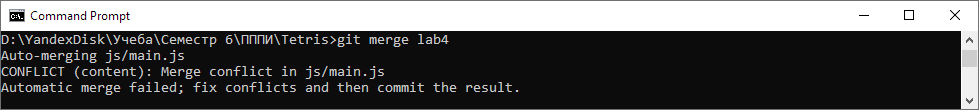 Command Prompt
D:\YandexDisk\Учеба\Семестр 6\ПППИ\Tetris>git merge lab4
Auto-merging js/main.js
CONFLICT (content): Merge conflict in js/main.js
Automatic merge failed; fix conflicts and then commit the result.